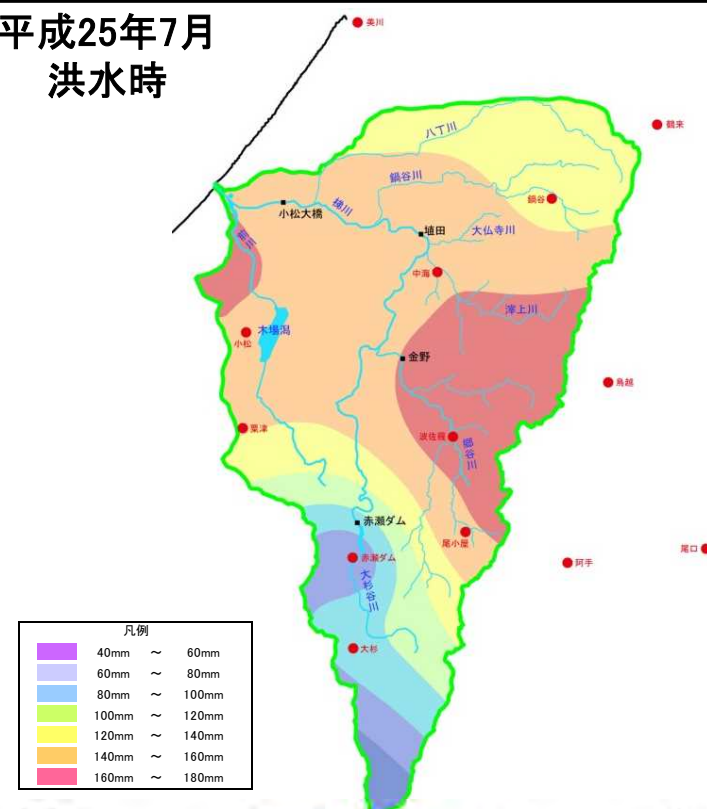 平成25年7月
洪水時
美川
鶴来
八丁川
鍋谷川
鍋谷
小松大橋
梯川
埴田
大仏寺川
前川
中海
滓上川
小松
木場潟
金野
鳥越
粟津
波佐羅
郷谷川
赤瀬ダム
尾小屋
赤瀬ダム
阿手
尾口
大杉谷川
大杉
凡例
40mm ～ 60mm
60mm ～ 80mm
80mm ～ 100mm
100mm ～ 120mm
120mm ～ 140mm
140mm ～ 160mm
160mm ～ 180mm